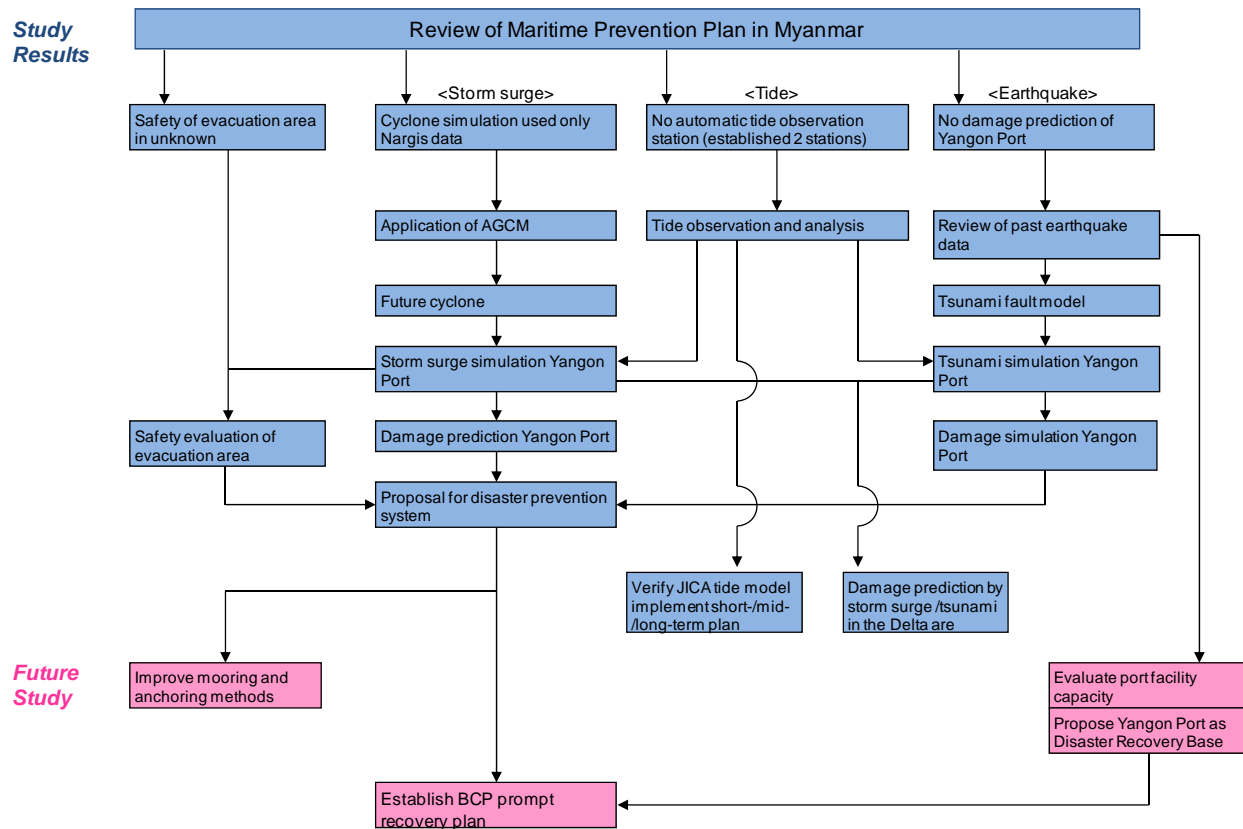 Study
Results
Review of Maritime Prevention Plan in Myanmar
<Storm surge>
<Tide>
<Earthquake>
Safety of evacuation area
in unknown
Cyclone simulation used only
Nargis data
No automatic tide observation
station (established 2 stations)
No damage prediction of
Yangon Port
Application of AGCM
Tide observation and analysis
Review of past earthquake
data
Future cyclone
Tsunami fault model
Storm surge simulation Yangon
Port
Tsunami simulation Yangon
Port
Safety evaluation of
evacuation area
Damage prediction Yangon Port
Damage simulation Yangon
Port
Proposal for disaster prevention
system
Verify JICA tide model
implement short-/mid-
/long-term plan
Damage prediction by
storm surge /tsunami
in the Delta are
Future
Study
Improve mooring and
anchoring methods
Evaluate port facility
capacity
Propose Yangon Port as
Disaster Recovery Base
Establish BCP prompt
recovery plan